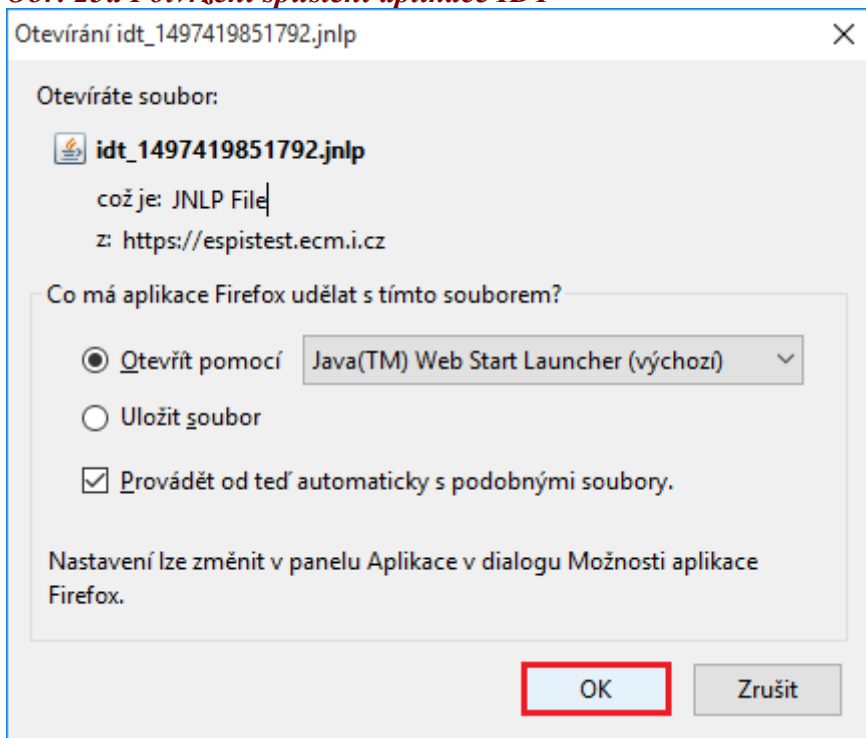 Otevírání idt_1497419851792.jnlp
Otevíráte soubor:
idt_1497419851792.jnlp
což je: JNLP File
z: https://espistest.ecm.i.cz
Co má aplikace Firefox udělat s tímto souborem?
Otevřít pomocí Java(TM) Web Start Launcher (výchozí)
Uložit soubor
Provádět od teď automaticky s podobnými soubory.
Nastavení lze změnit v panelu Aplikace v dialogu Možnosti aplikace
Firefox.
OK Zrušit